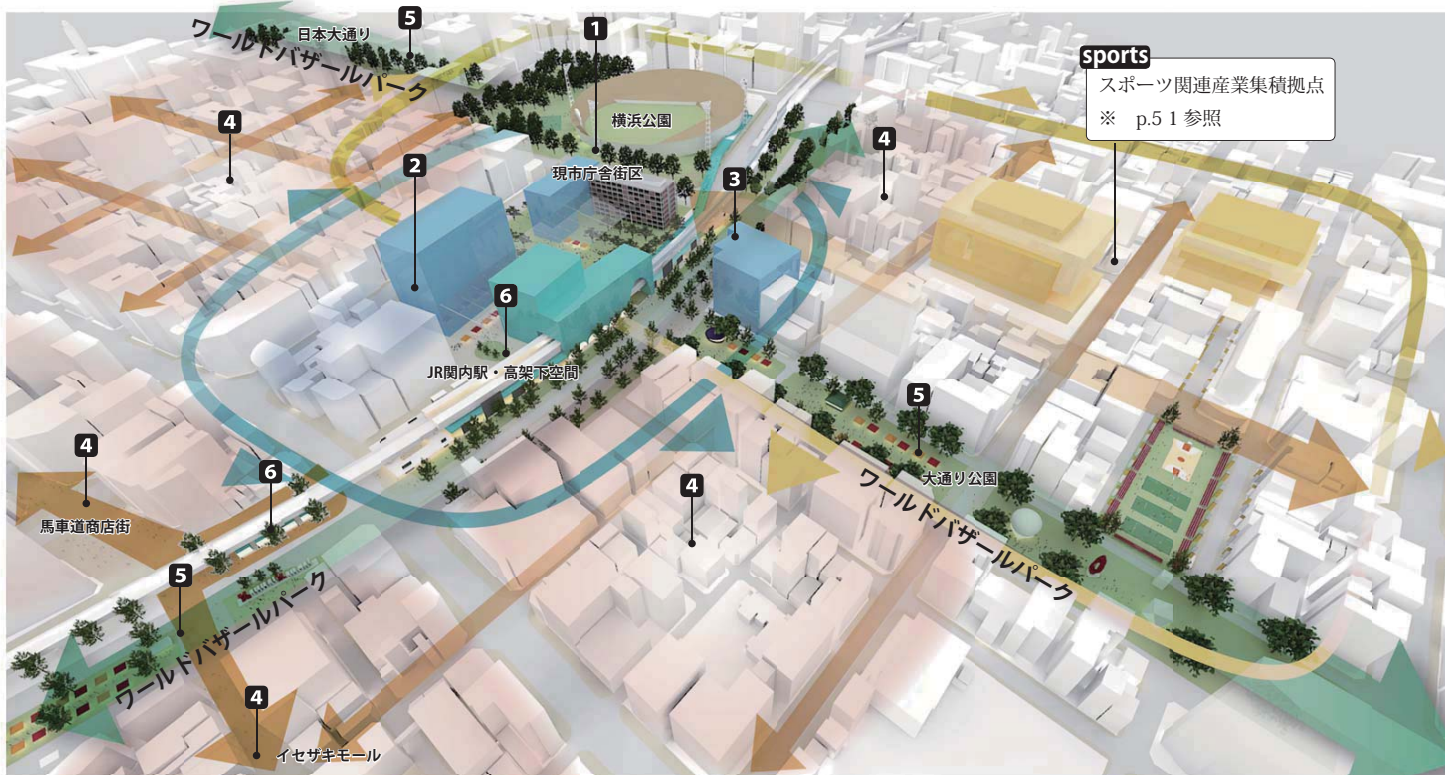 日本大通り
5
1
ワールドバザールパーク
sports
スポーツ関連産業集積拠点
※ p.5 1 参照
4
横浜公園
4
2
現市庁舎街区
3
6
JR関内駅・高架下空間
5
大通り公園
ワールドバザールパーク
4
6
4
馬車道商店街
5
ワールドバザールパーク
4
イセザキモール